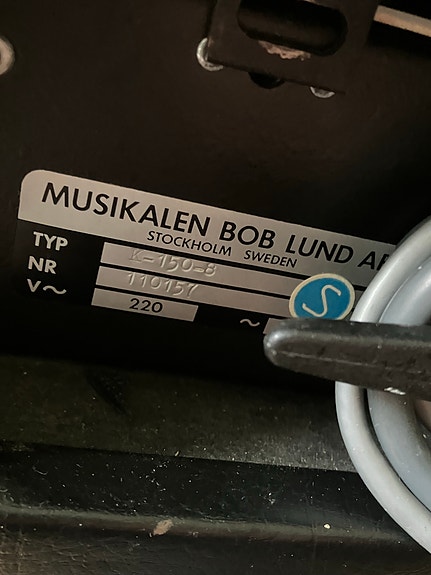 MUSIKALEN BOB LUND AB
STOCKHOLM SWEDEN
TYP K-150-B
NR 110157
V~ 220 ~
S